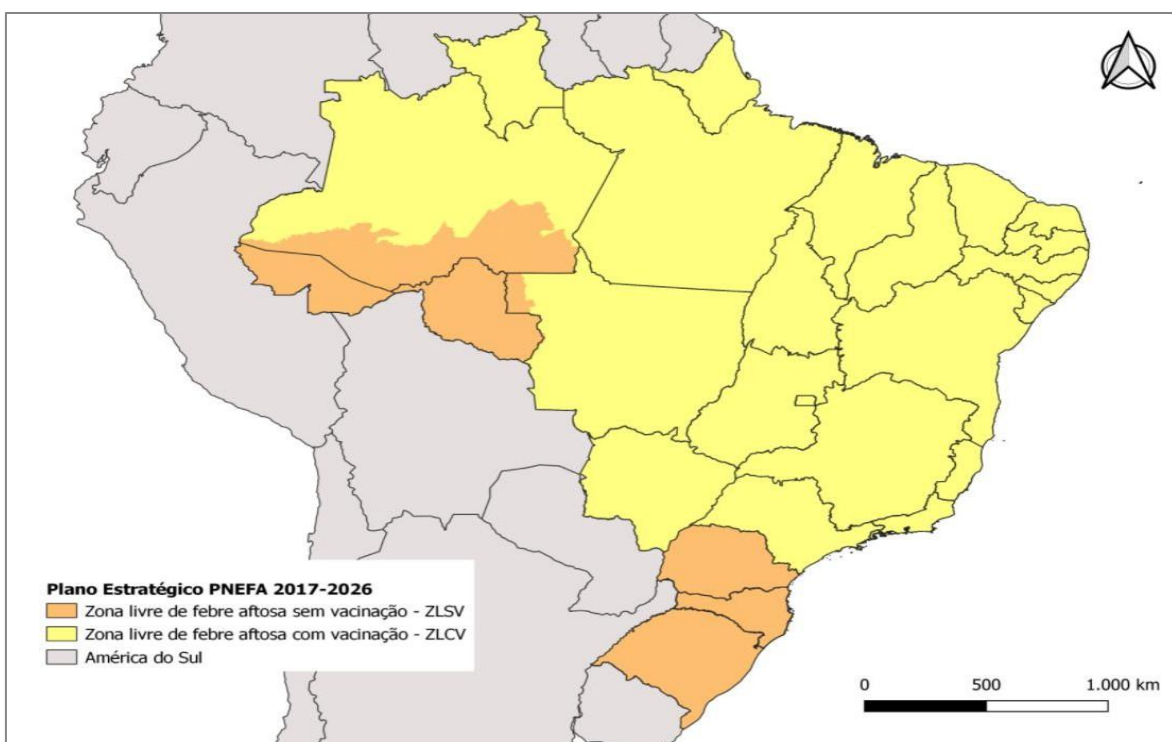 Plano Estratégico PNEFA 2017-2026
Zona livre de febre aftosa sem vacinação - ZLSV
Zona livre de febre aftosa com vacinação - ZLCV
América do Sul
0 500 1.000 km